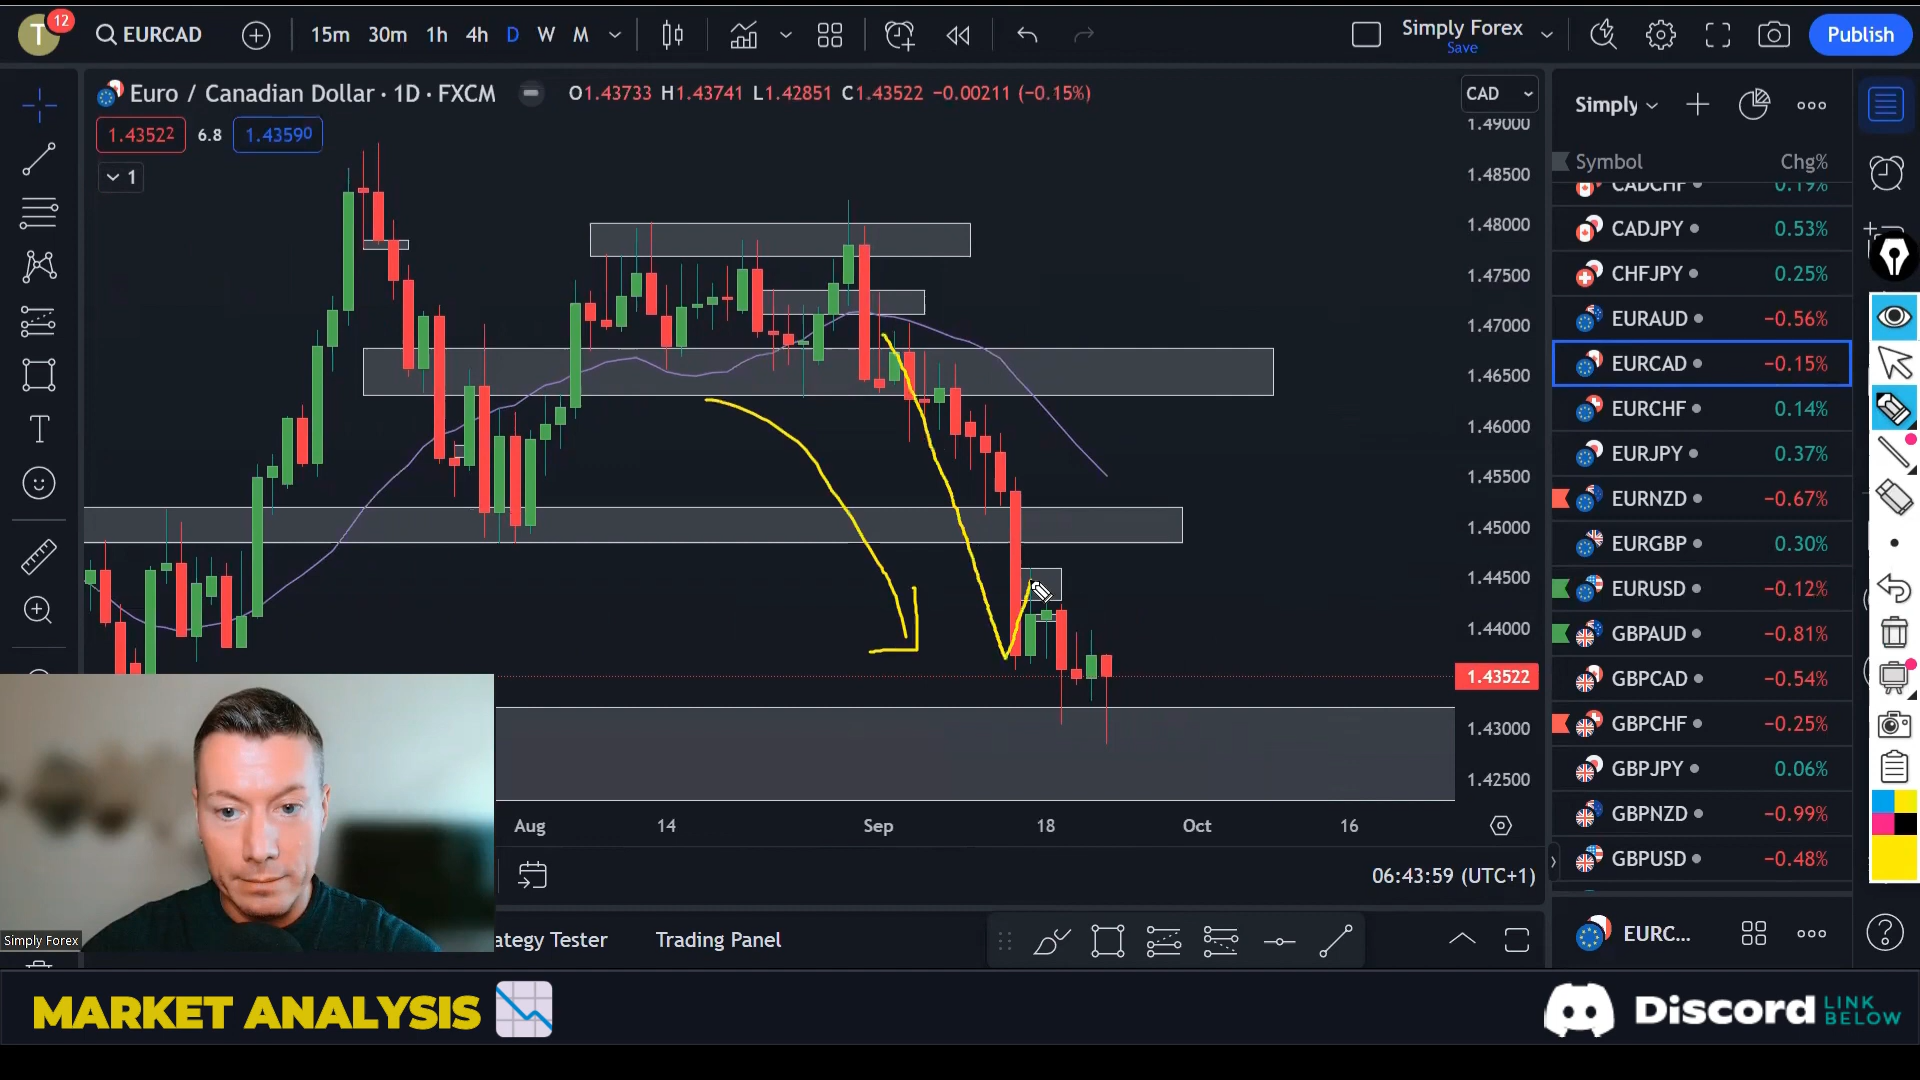 T
12
EURCAD
15m 30m 1h 4h D W M
Simply Forex
Save
Publish
Euro / Canadian Dollar · 1D · FXCM
O1.43733 H1.43741 L1.42851 C1.43522 −0.00211 (−0.15%)
1.43522 6.8 1.43590
1
CAD
1.49000
1.48500
1.48000
1.47500
1.47000
1.46500
1.46000
1.45500
1.45000
1.44500
1.44000
1.43522
1.43000
1.42500
Aug 14 Sep 18 Oct 16
06:43:59 (UTC+1)
Simply
Symbol Chg%
CADCHF 0.19%
CADJPY 0.53%
CHFJPY 0.25%
EURAUD −0.56%
EURCAD −0.15%
EURCHF 0.14%
EURJPY 0.37%
EURNZD −0.67%
EURGBP 0.30%
EURUSD −0.12%
GBPAUD −0.81%
GBPCAD −0.54%
GBPCHF −0.25%
GBPJPY 0.06%
GBPNZD −0.99%
GBPUSD −0.48%
EURC...
Simply Forex
ategy Tester
Trading Panel
MARKET ANALYSIS
Discord LINK
BELOW